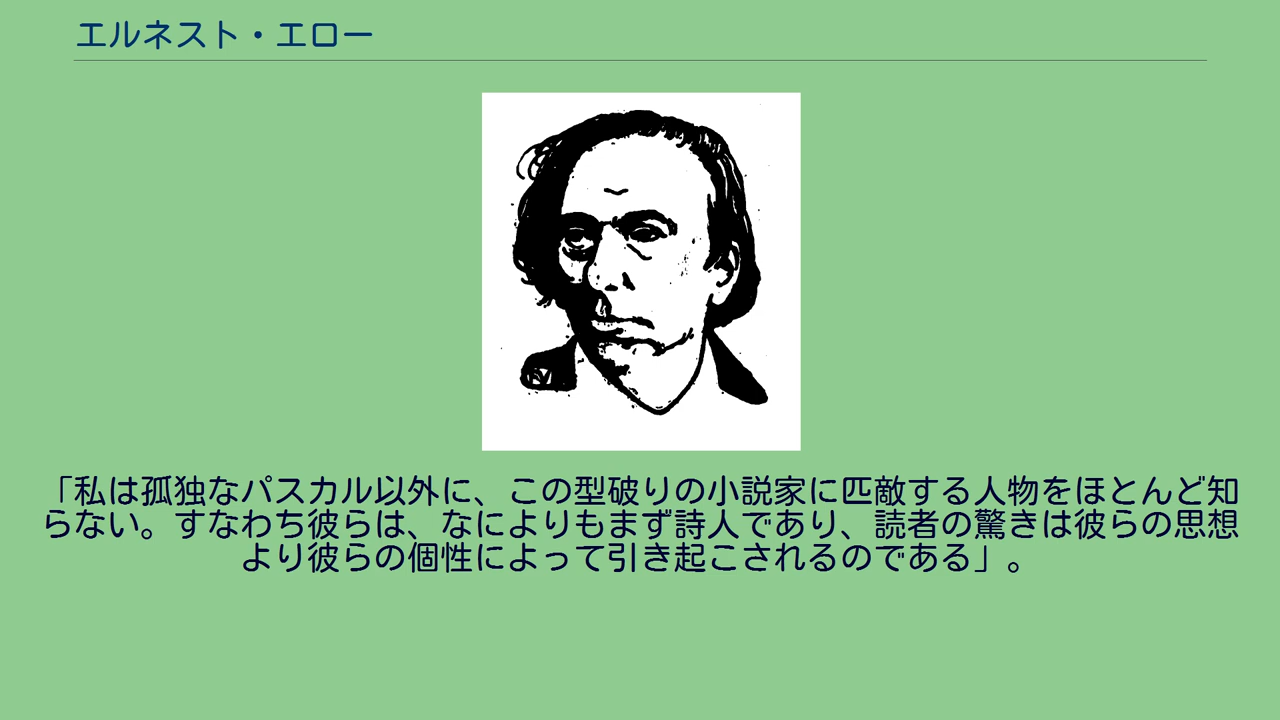 エルネスト・エロー
「私は孤独なパスカル以外に、この型破りの小説家に匹敵する人物をほとんど知
らない。すなわち彼らは、なによりもまず詩人であり、読者の驚きは彼らの思想
より彼らの個性によって引き起こされるのである」。